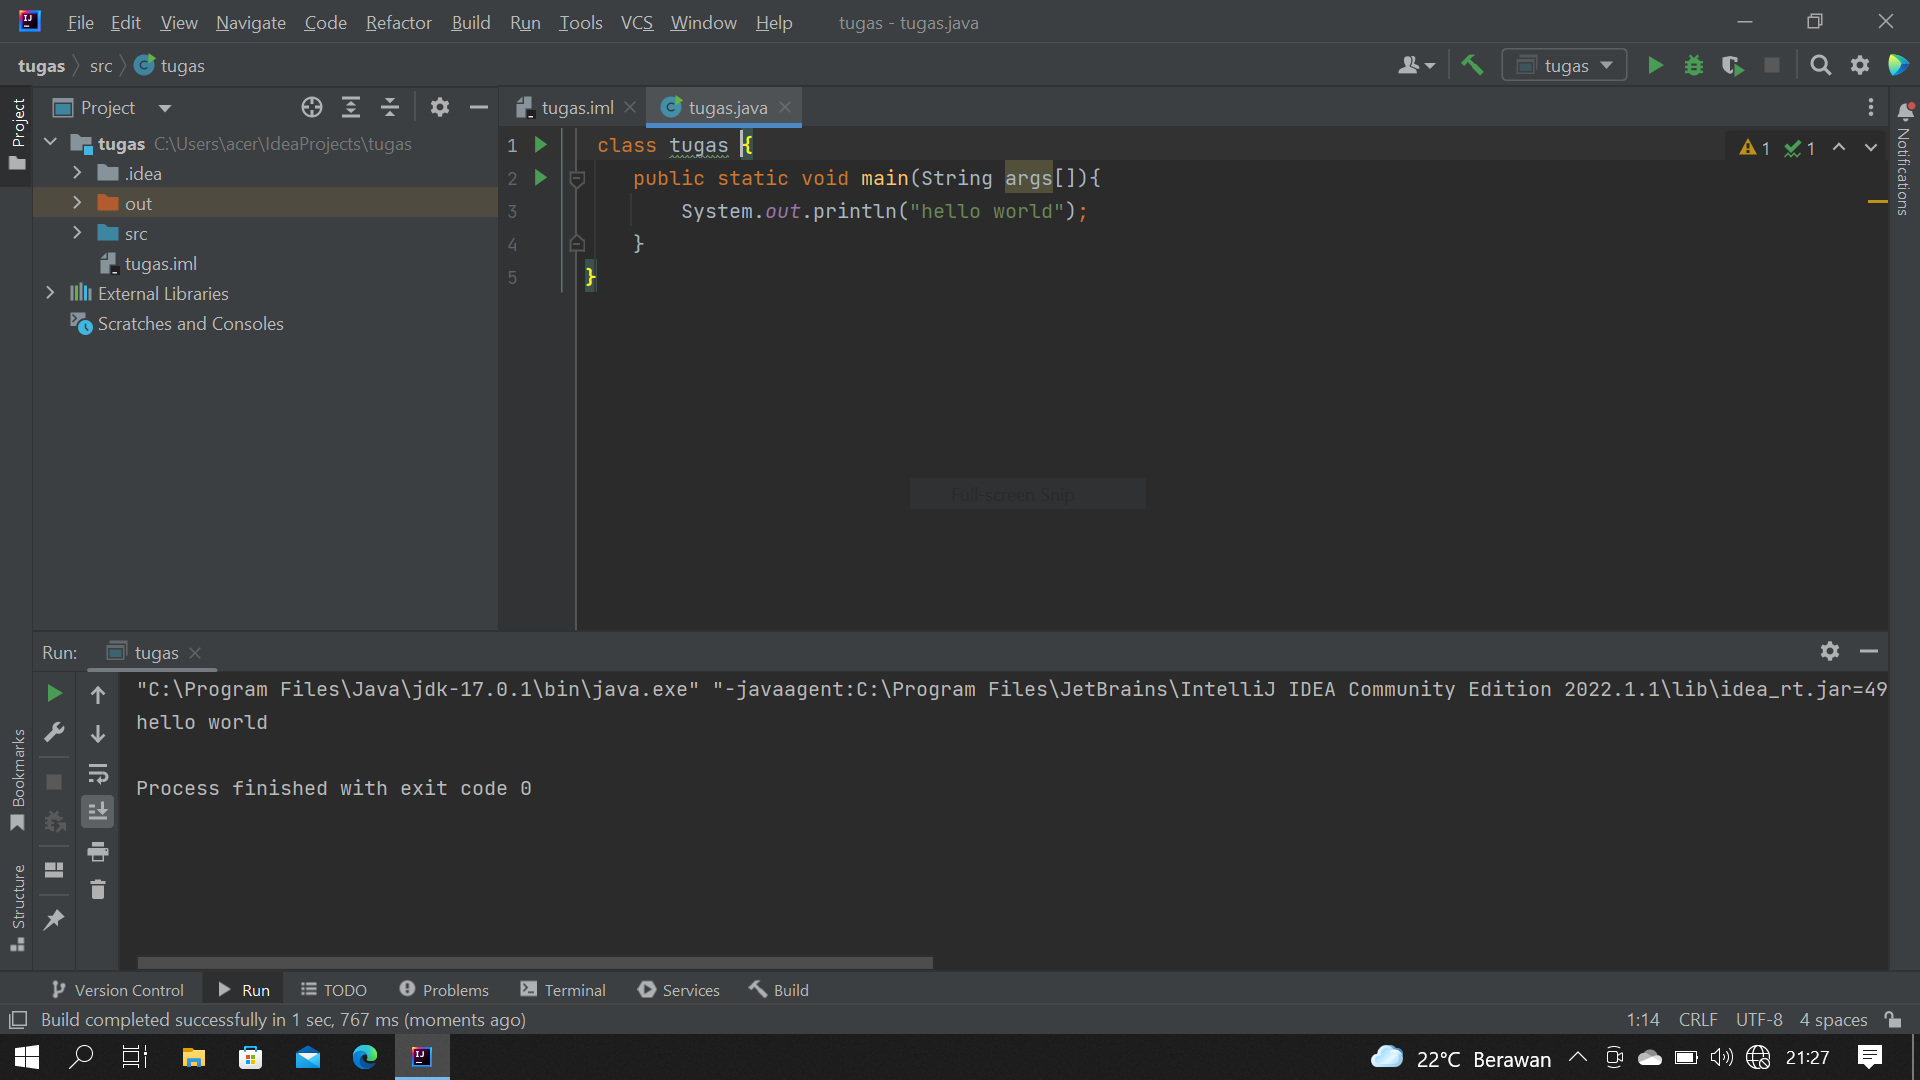 File Edit View Navigate Code Refactor Build Run Tools VCS Window Help tugas - tugas.java
tugas src tugas
tugas
Project
Project
tugas.iml
tugas.java
Notifications
tugas C:\Users\acer\IdeaProjects\tugas
.idea
out
src
tugas.iml
External Libraries
Scratches and Consoles
1 class tugas {
2 public static void main(String args[]){
3 System.out.println("hello world");
4 }
5 }
1 1
Full-screen Snip
Run: tugas
"C:\Program Files\Java\jdk-17.0.1\bin\java.exe" "-javaagent:C:\Program Files\JetBrains\IntelliJ IDEA Community Edition 2022.1.1\lib\idea_rt.jar=49
hello world
Process finished with exit code 0
Bookmarks
Structure
Version Control Run TODO Problems Terminal Services Build
Build completed successfully in 1 sec, 767 ms (moments ago)
1:14 CRLF UTF-8 4 spaces
22°C Berawan 21:27